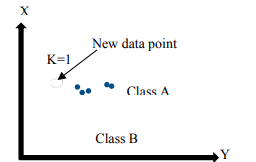 X
New data point
K=1
Class A
Class B
Y